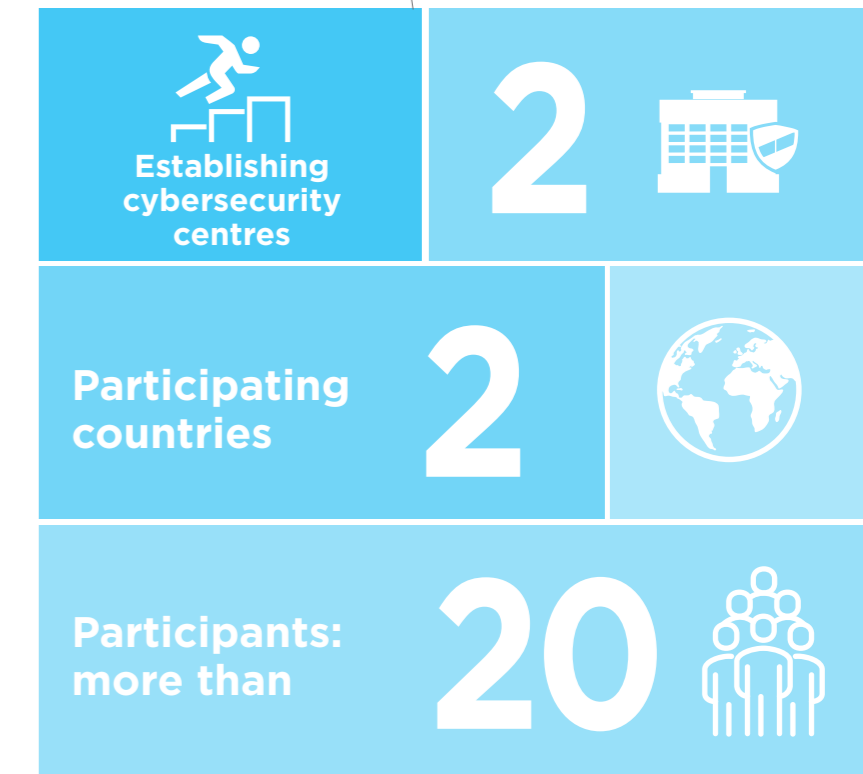 Establishing
cybersecurity
centres
2
Participating
countries
2
Participants:
more than
20